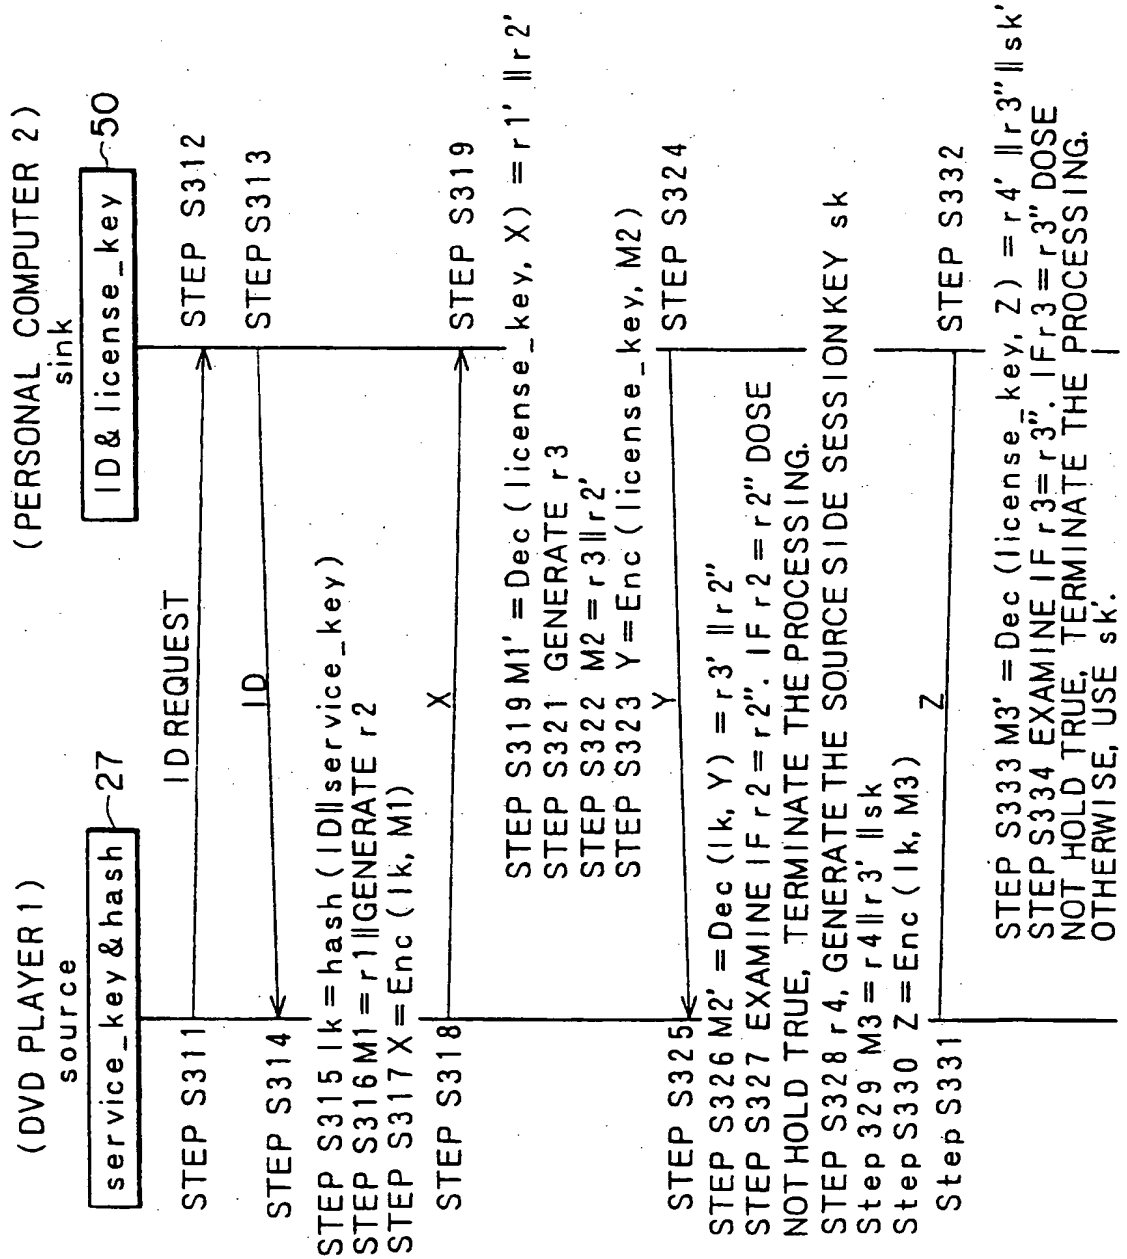 (DVD PLAYER 1)
source
service_key & hash
27
(PERSONAL COMPUTER 2)
sink
ID & license_key
50
STEP S311
ID REQUEST
STEP S312
STEP S313
ID
STEP S314
STEP S315 lk = hash (ID‖service_key)
STEP S316 M1 = r1‖GENERATE r2
STEP S317 X = Enc (lk, M1)
STEP S318
X
STEP S319
STEP S319 M1' = Dec (license_key, X) = r1' ‖r2'
STEP S321 GENERATE r3
STEP S322 M2 = r3‖r2'
STEP S323 Y = Enc (license_key, M2)
STEP S324
Y
STEP S325
STEP S326 M2' = Dec (lk, Y) = r3' ‖r2"
STEP S327 EXAMINE IF r2 = r2". IF r2 = r2" DOSE
NOT HOLD TRUE, TERMINATE THE PROCESSING.
STEP S328 r4, GENERATE THE SOURCE SIDE SESSION KEY sk
Step 329 M3 = r4‖r3' ‖sk
Step S330 Z = Enc (lk, M3)
Step S331
Z
STEP S332
STEP S333 M3' = Dec (license_key, Z) = r4' ‖r3" ‖sk'
STEP S334 EXAMINE IF r3 = r3". IF r3 = r3" DOSE
NOT HOLD TRUE, TERMINATE THE PROCESSING.
OTHERWISE, USE sk'.